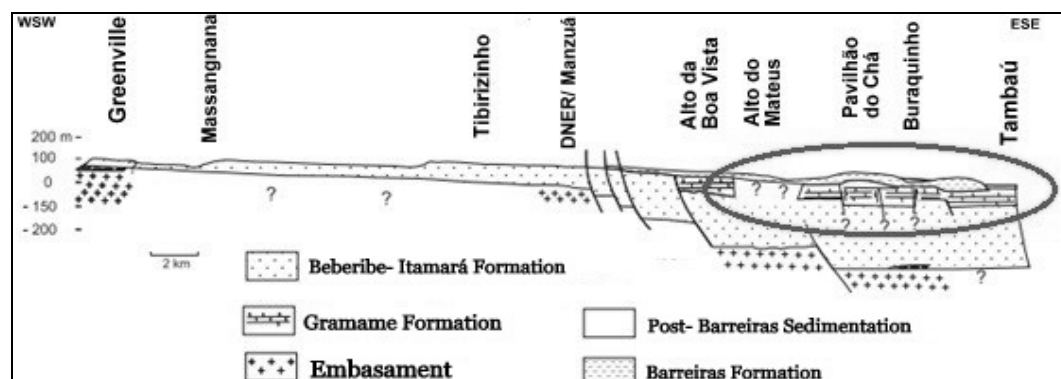 WSW
ESE
Greenville
Massangnana
Tibirizinho
DNER/ Manzuá
Alto da
Boa Vista
Alto do
Mateus
Pavilhão
do Chá
Buraquinho
Tambaú
200 m -
100
0
- 150
- 200
? ? ? ? ? ? ? ?
2 km
Beberibe- Itamará Formation
Gramame Formation
Post- Barreiras Sedimentation
Embasament
Barreiras Formation